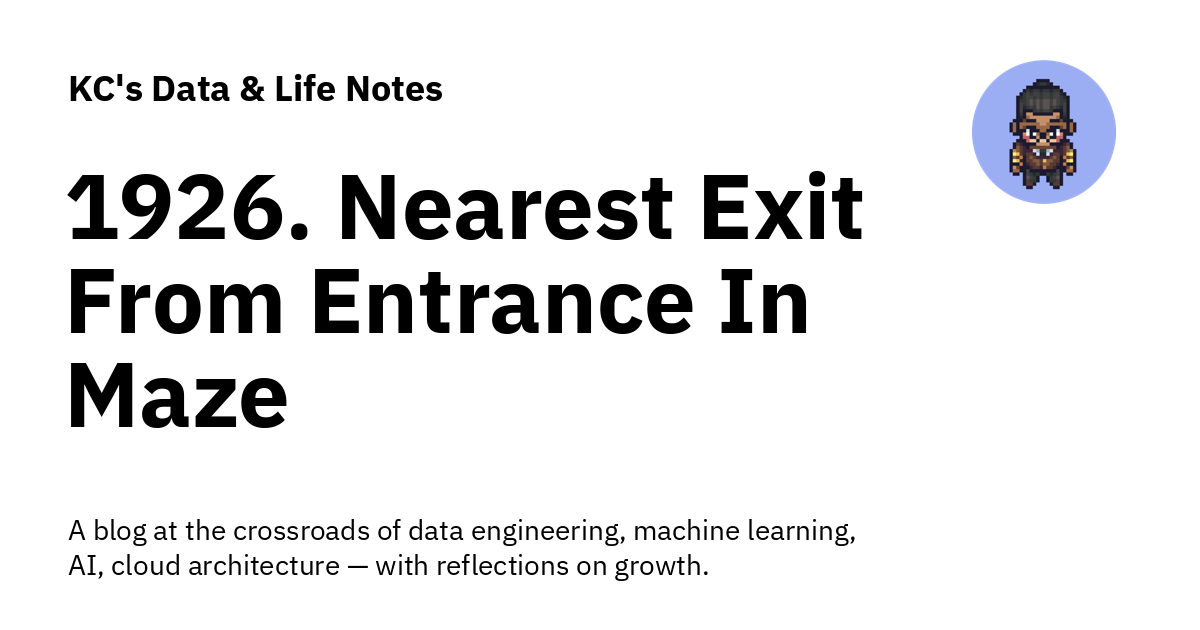 KC's Data & Life Notes
1926. Nearest Exit
From Entrance In
Maze
A blog at the crossroads of data engineering, machine learning,
AI, cloud architecture — with reflections on growth.